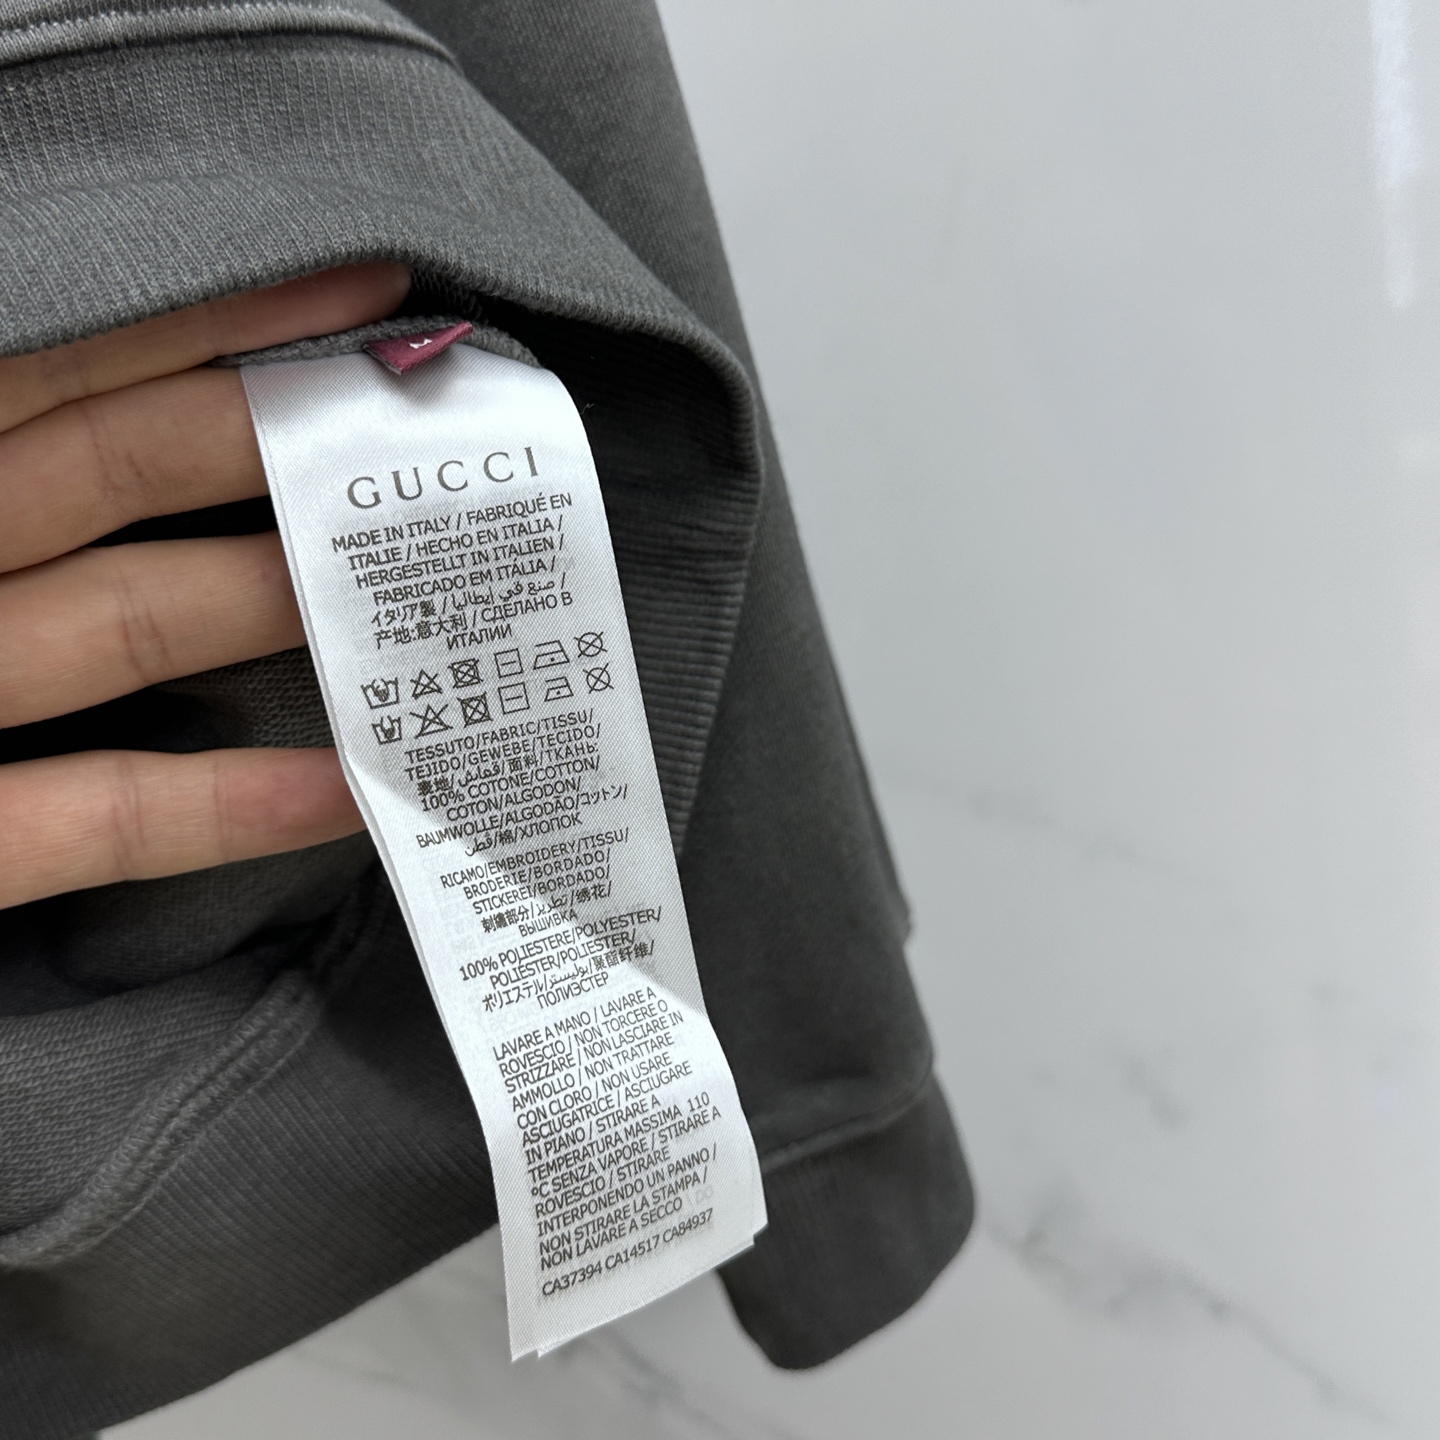 M
GUCCI
MADE IN ITALY / FABRIQUÉ EN
ITALIE / HECHO EN ITALIA /
HERGESTELLT IN ITALIEN /
FABRICADO EM ITALIA /
イタリア製 / صنع في إيطاليا /
产地:意大利 / СДЕЛАНО В
ИТАЛИИ
TESSUTO/FABRIC/TISSU/
TEJIDO/GEWEBE/TECIDO/
表地/قماش/面料/ТКАНЬ:
100% COTONE/COTTON/
COTON/ALGODON/
BAUMWOLLE/ALGODÃO/コットン/
قطن/棉/ХЛОПОК
RICAMO/EMBROIDERY/TISSU/
BRODERIE/BORDADO/
STICKEREI/BORDADO/
刺繍部分/تطريز/绣花/
ВЫШИВКА
100% POLIESTERE/POLYESTER/
POLIESTER/POLIESTER/
ポリエステル/بوليستر/聚酯纤维/
ПОЛИЭСТЕР
LAVARE A MANO / LAVARE A
ROVESCIO / NON TORCERE O
STRIZZARE / NON LASCIARE IN
AMMOLLO / NON TRATTARE
CON CLORO / NON USARE
ASCIUGATRICE / ASCIUGARE
IN PIANO / STIRARE A
TEMPERATURA MASSIMA 110
°C SENZA VAPORE / STIRARE A
ROVESCIO / STIRARE
INTERPONENDO UN PANNO /
NON STIRARE LA STAMPA /
NON LAVARE A SECCO
CA37394 CA14517 CA84937